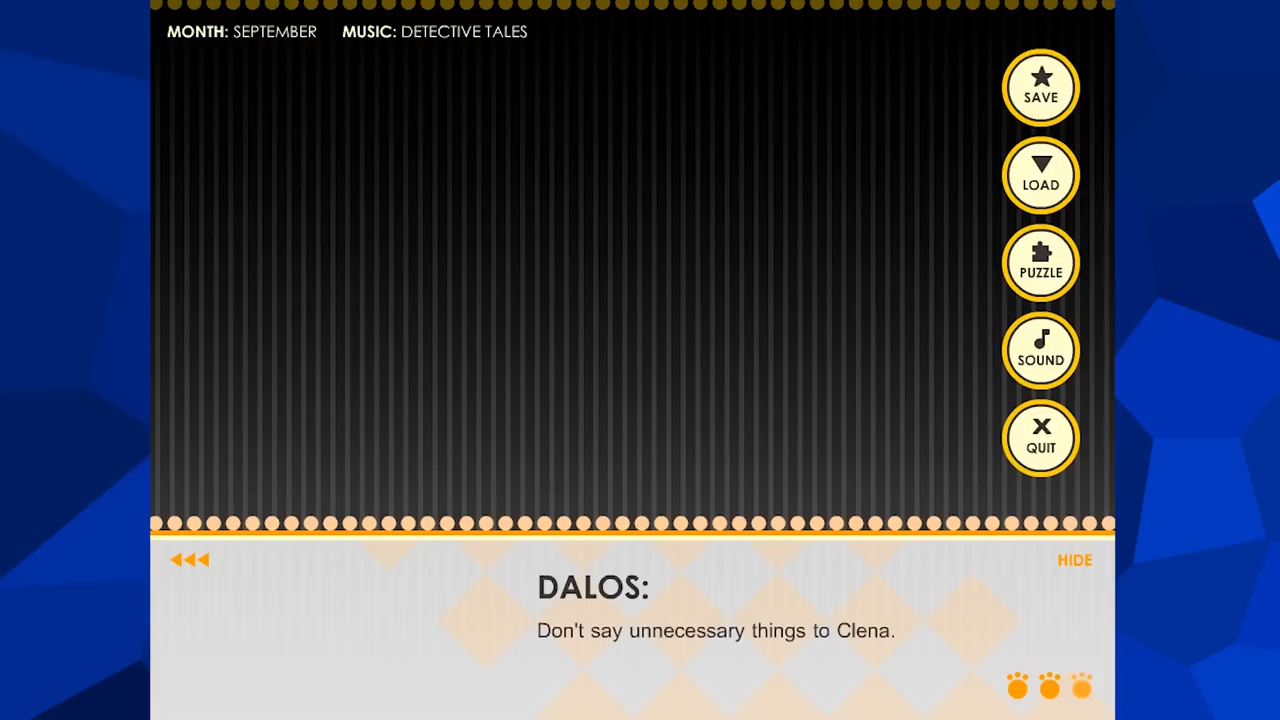 MONTH: SEPTEMBER MUSIC: DETECTIVE TALES
SAVE
LOAD
PUZZLE
SOUND
QUIT
HIDE
DALOS:
Don't say unnecessary things to Clena.